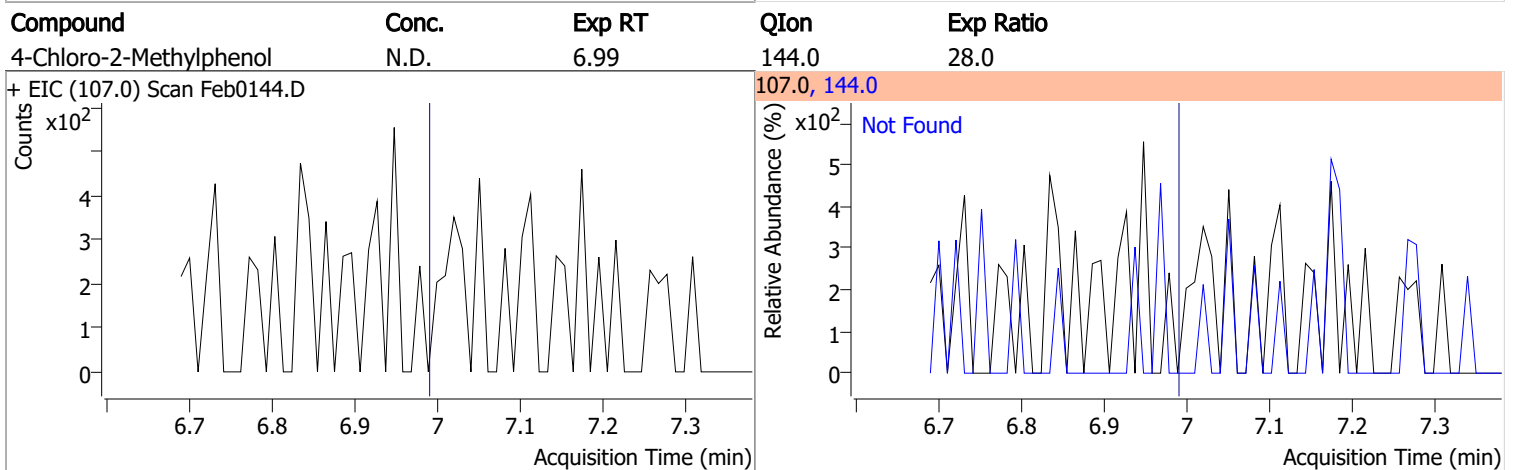 Compound Conc. Exp RT QIon Exp Ratio
4-Chloro-2-Methylphenol N.D. 6.99 144.0 28.0
+ EIC (107.0) Scan Feb0144.D
Counts
x10²
4
3
2
1
0
6.7 6.8 6.9 7 7.1 7.2 7.3
Acquisition Time (min)
107.0, 144.0
Relative Abundance (%)
x10²
Not Found
5
4
3
2
1
0
6.7 6.8 6.9 7 7.1 7.2 7.3
Acquisition Time (min)